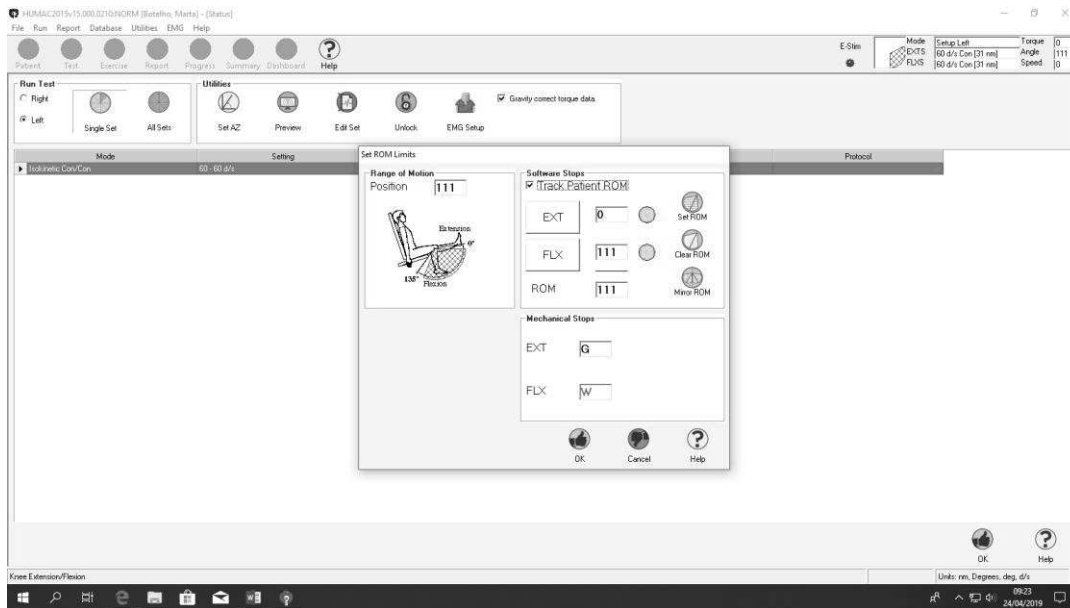 HUMAC2015v15.000.0210:NORM [Botelho, Marta] - [Status]
File Run Report Database Utilities EMG Help
Patient Test Exercise Report Progress Summary Dashboard Help
E-Stim
Mode Setup Left Torque 0
EXTS 60 d/s Con [31 nm] Angle 111
FLXS 60 d/s Con [31 nm] Speed 0
Run Test
Right
Left
Single Set All Sets
Utilities
Set AZ Preview Edit Set Unlock EMG Setup
Gravity correct torque data
Mode Setting Protocol
Isokinetic Con/Con 60 - 60 d/s
Set ROM Limits
Range of Motion
Position 111
Extension
0°
135°
Flexion
Software Stops
Track Patient ROM
EXT 0 Set ROM
FLX 111 Clear ROM
ROM 111 Mirror ROM
Mechanical Stops
EXT G
FLX W
OK Cancel Help
OK Help
Knee Extension/Flexion
Units: nm, Degrees, deg, d/s
09:23
24/04/2019